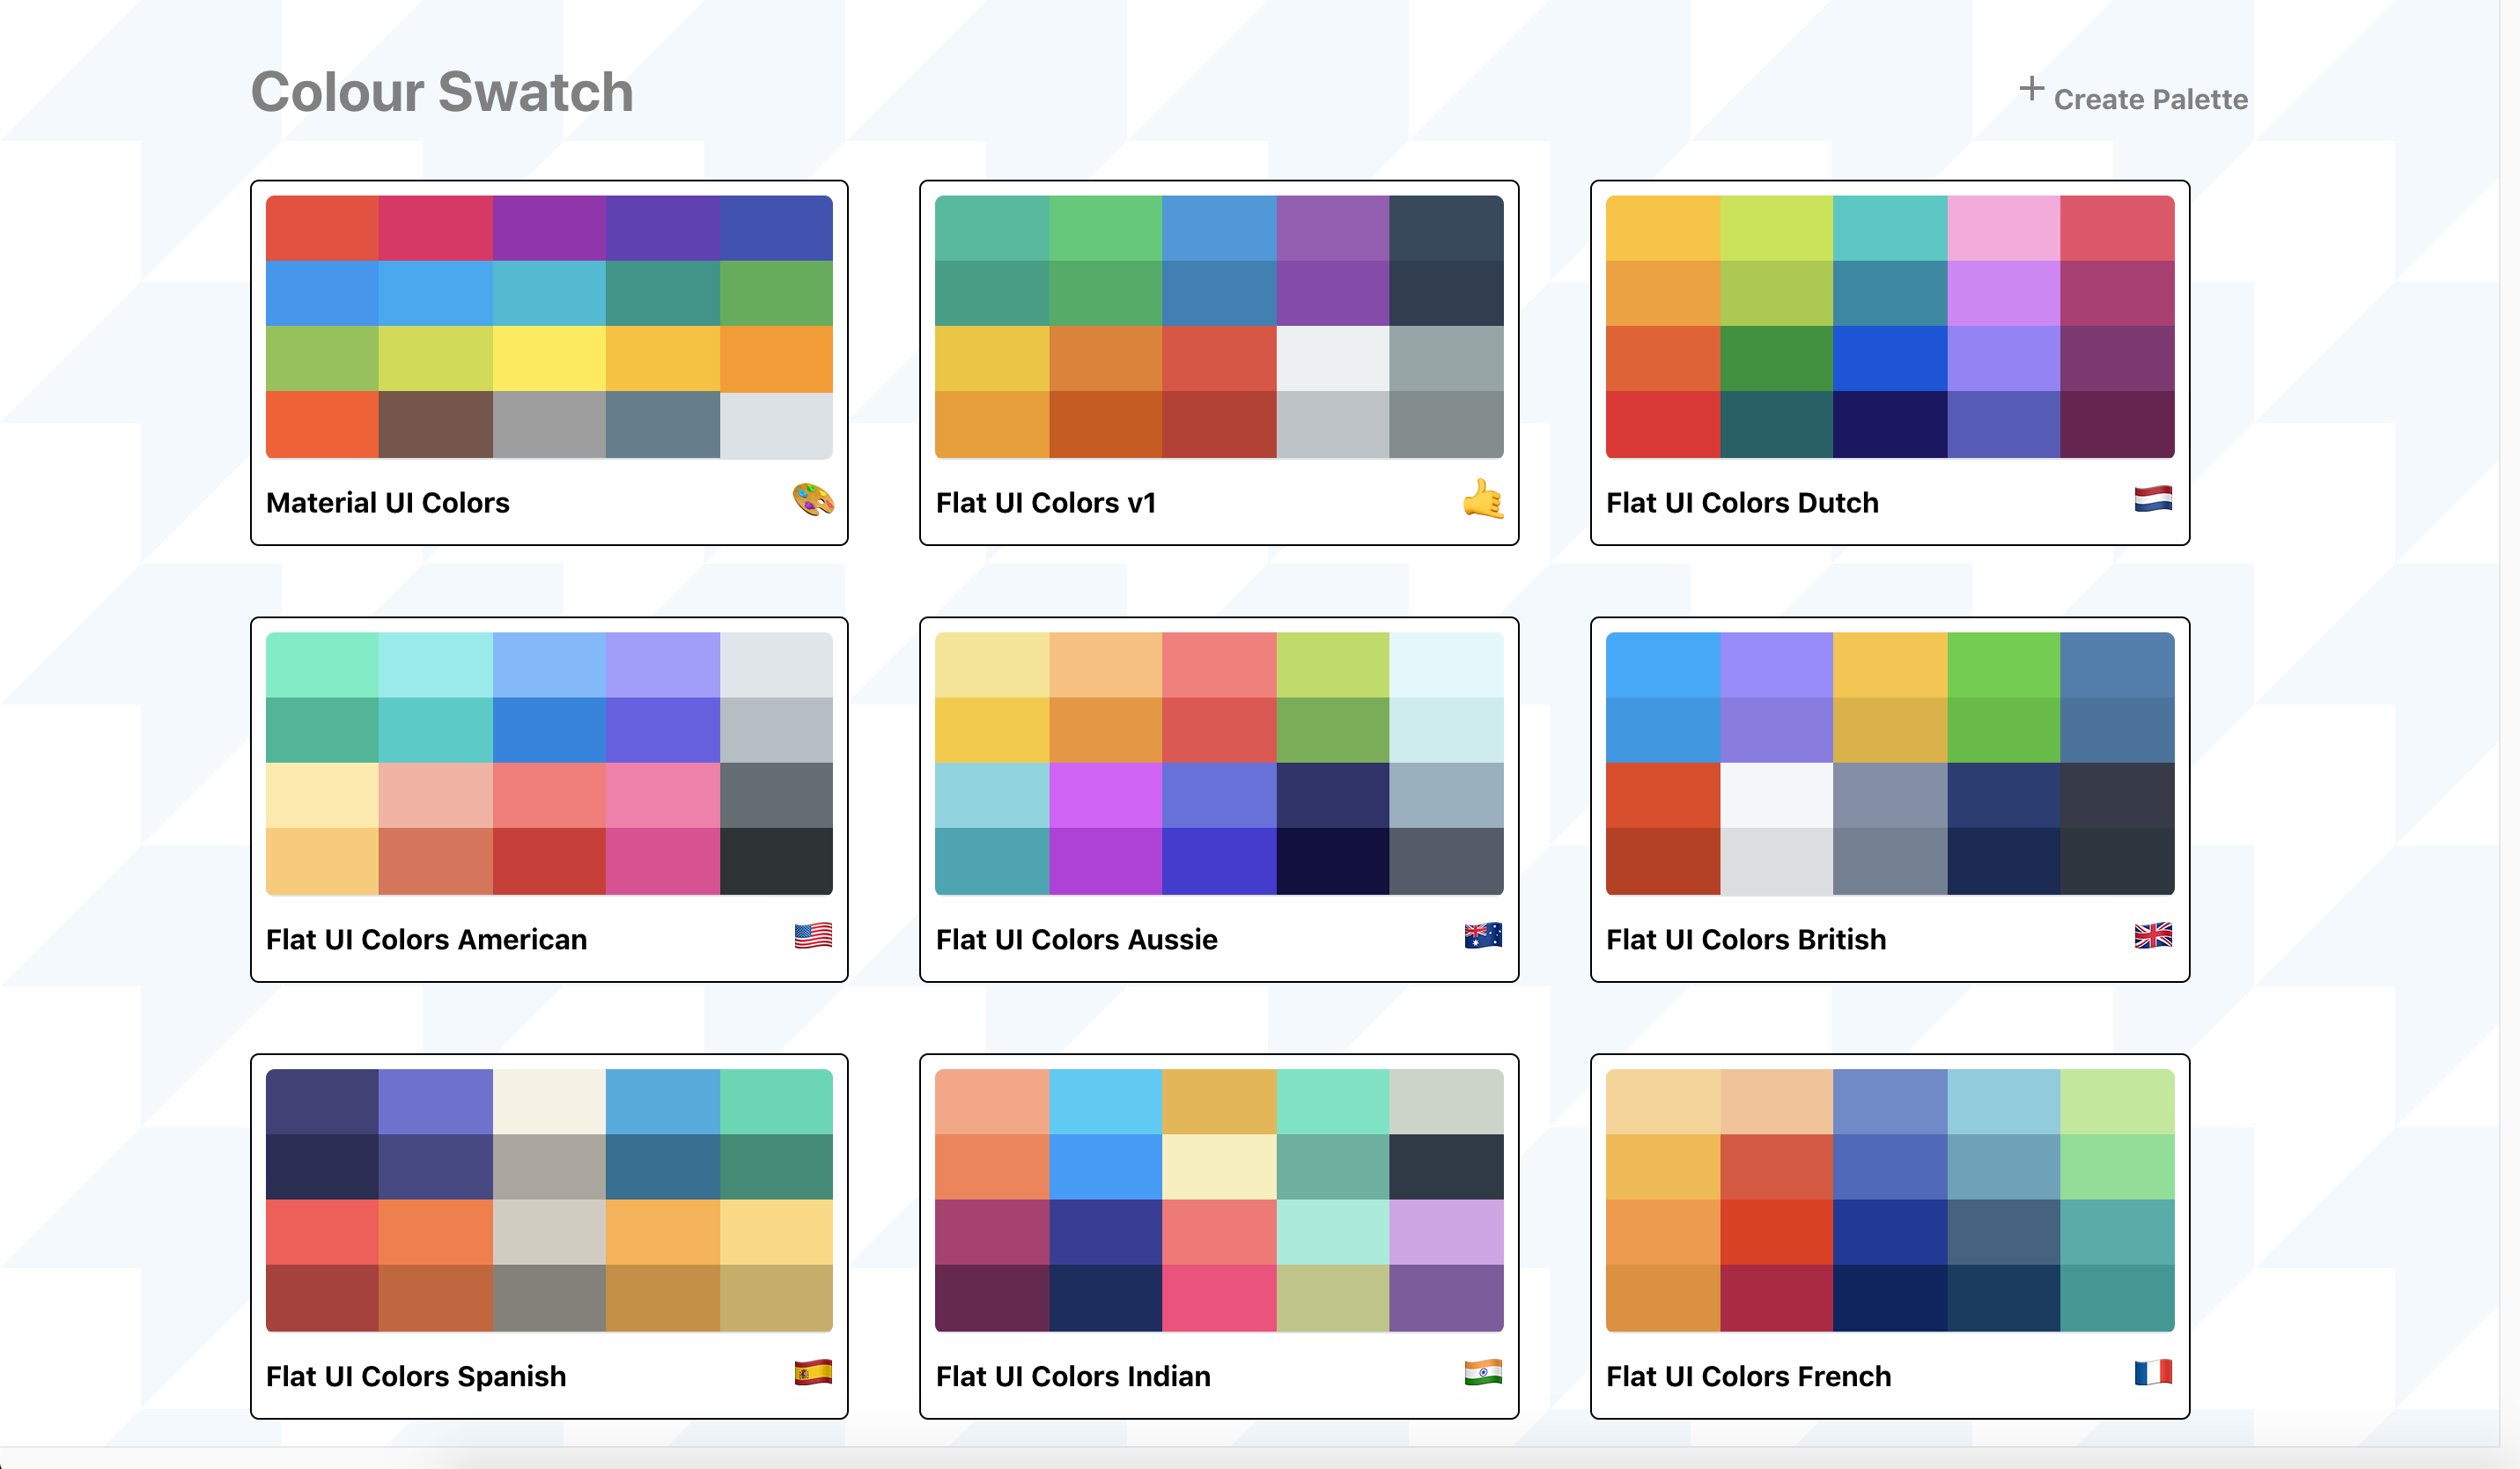 Colour Swatch
+ Create Palette
Material UI Colors 🎨
Flat UI Colors v1 🤙
Flat UI Colors Dutch 🇳🇱
Flat UI Colors American 🇺🇸
Flat UI Colors Aussie 🇦🇺
Flat UI Colors British 🇬🇧
Flat UI Colors Spanish 🇪🇸
Flat UI Colors Indian 🇮🇳
Flat UI Colors French 🇫🇷